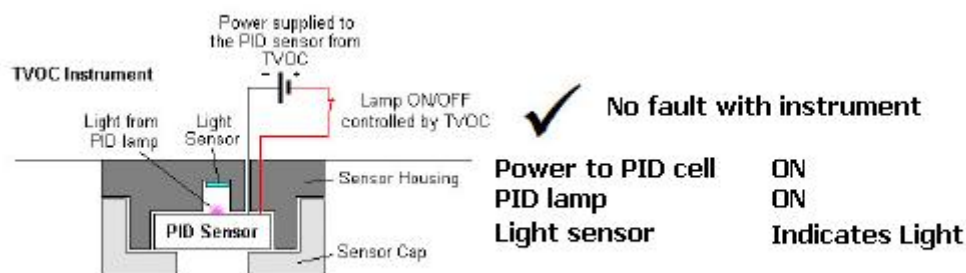 Power supplied to
the PID sensor from
TVOC
TVOC Instrument
- +
Lamp ON/OFF
controlled by TVOC
Light from
PID lamp
Light
Sensor
Sensor Housing
PID Sensor
Sensor Cap
No fault with instrument
Power to PID cell ON
PID lamp ON
Light sensor Indicates Light